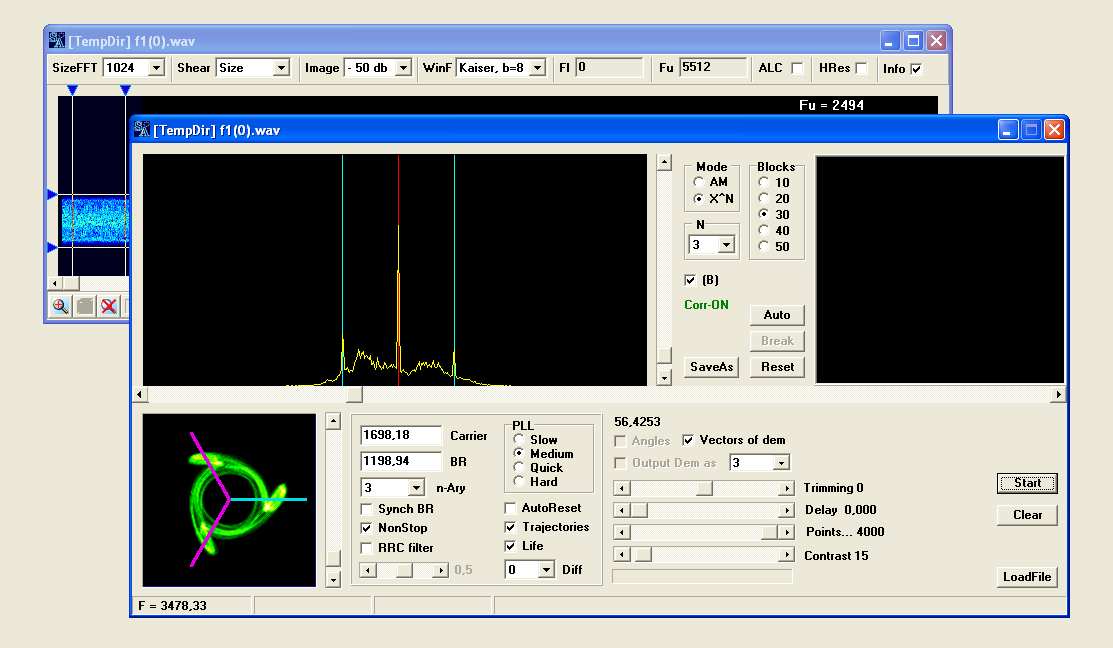 [TempDir] f1(0).wav
SizeFFT 1024 Shear Size Image - 50 db WinF Kaiser, b=8 Fl 0 Fu 5512 ALC HRes Info
Fu = 2494
[TempDir] f1(0).wav
Mode
AM
X^N
N
3
(B)
Corr-ON
Blocks
10
20
30
40
50
Auto
Break
SaveAs Reset
1698,18 Carrier
1198,94 BR
3 n-Ary
Synch BR
NonStop
RRC filter
0,5
PLL
Slow
Medium
Quick
Hard
AutoReset
Trajectories
Life
0 Diff
56,4253
Angles Vectors of dem
Output Dem as 3
Trimming 0
Delay 0,000
Points... 4000
Contrast 15
Start
Clear
LoadFile
F = 3478,33